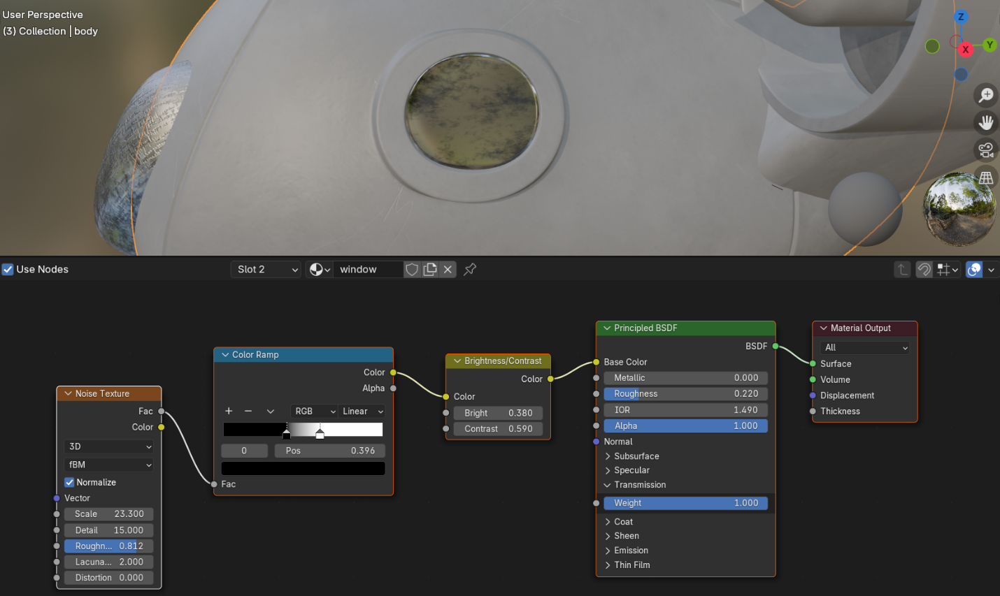 User Perspective
(3) Collection | body
Z
X
Y
Use Nodes
Slot 2
window
Noise Texture
Fac
Color
3D
fBM
Normalize
Vector
Scale 23.300
Detail 15.000
Roughn... 0.812
Lacuna... 2.000
Distortion 0.000
Color Ramp
Color
Alpha
RGB
Linear
0
Pos 0.396
Fac
Brightness/Contrast
Color
Color
Bright 0.380
Contrast 0.590
Principled BSDF
BSDF
Base Color
Metallic 0.000
Roughness 0.220
IOR 1.490
Alpha 1.000
Normal
Subsurface
Specular
Transmission
Weight 1.000
Coat
Sheen
Emission
Thin Film
Material Output
All
Surface
Volume
Displacement
Thickness